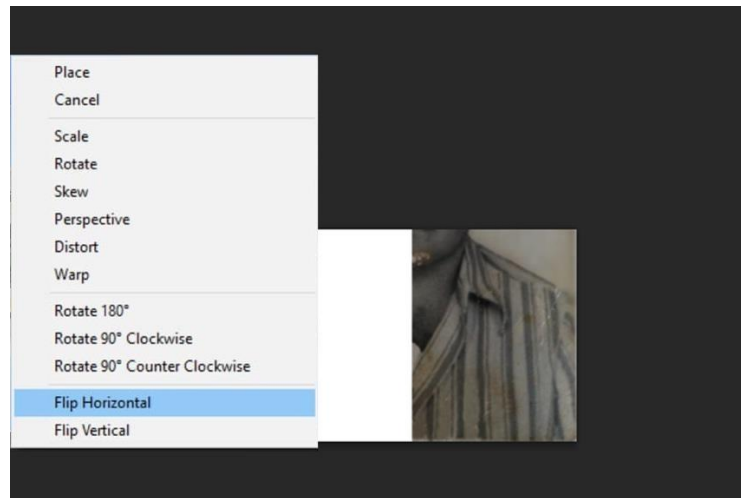 Place
Cancel
Scale
Rotate
Skew
Perspective
Distort
Warp
Rotate 180°
Rotate 90° Clockwise
Rotate 90° Counter Clockwise
Flip Horizontal
Flip Vertical